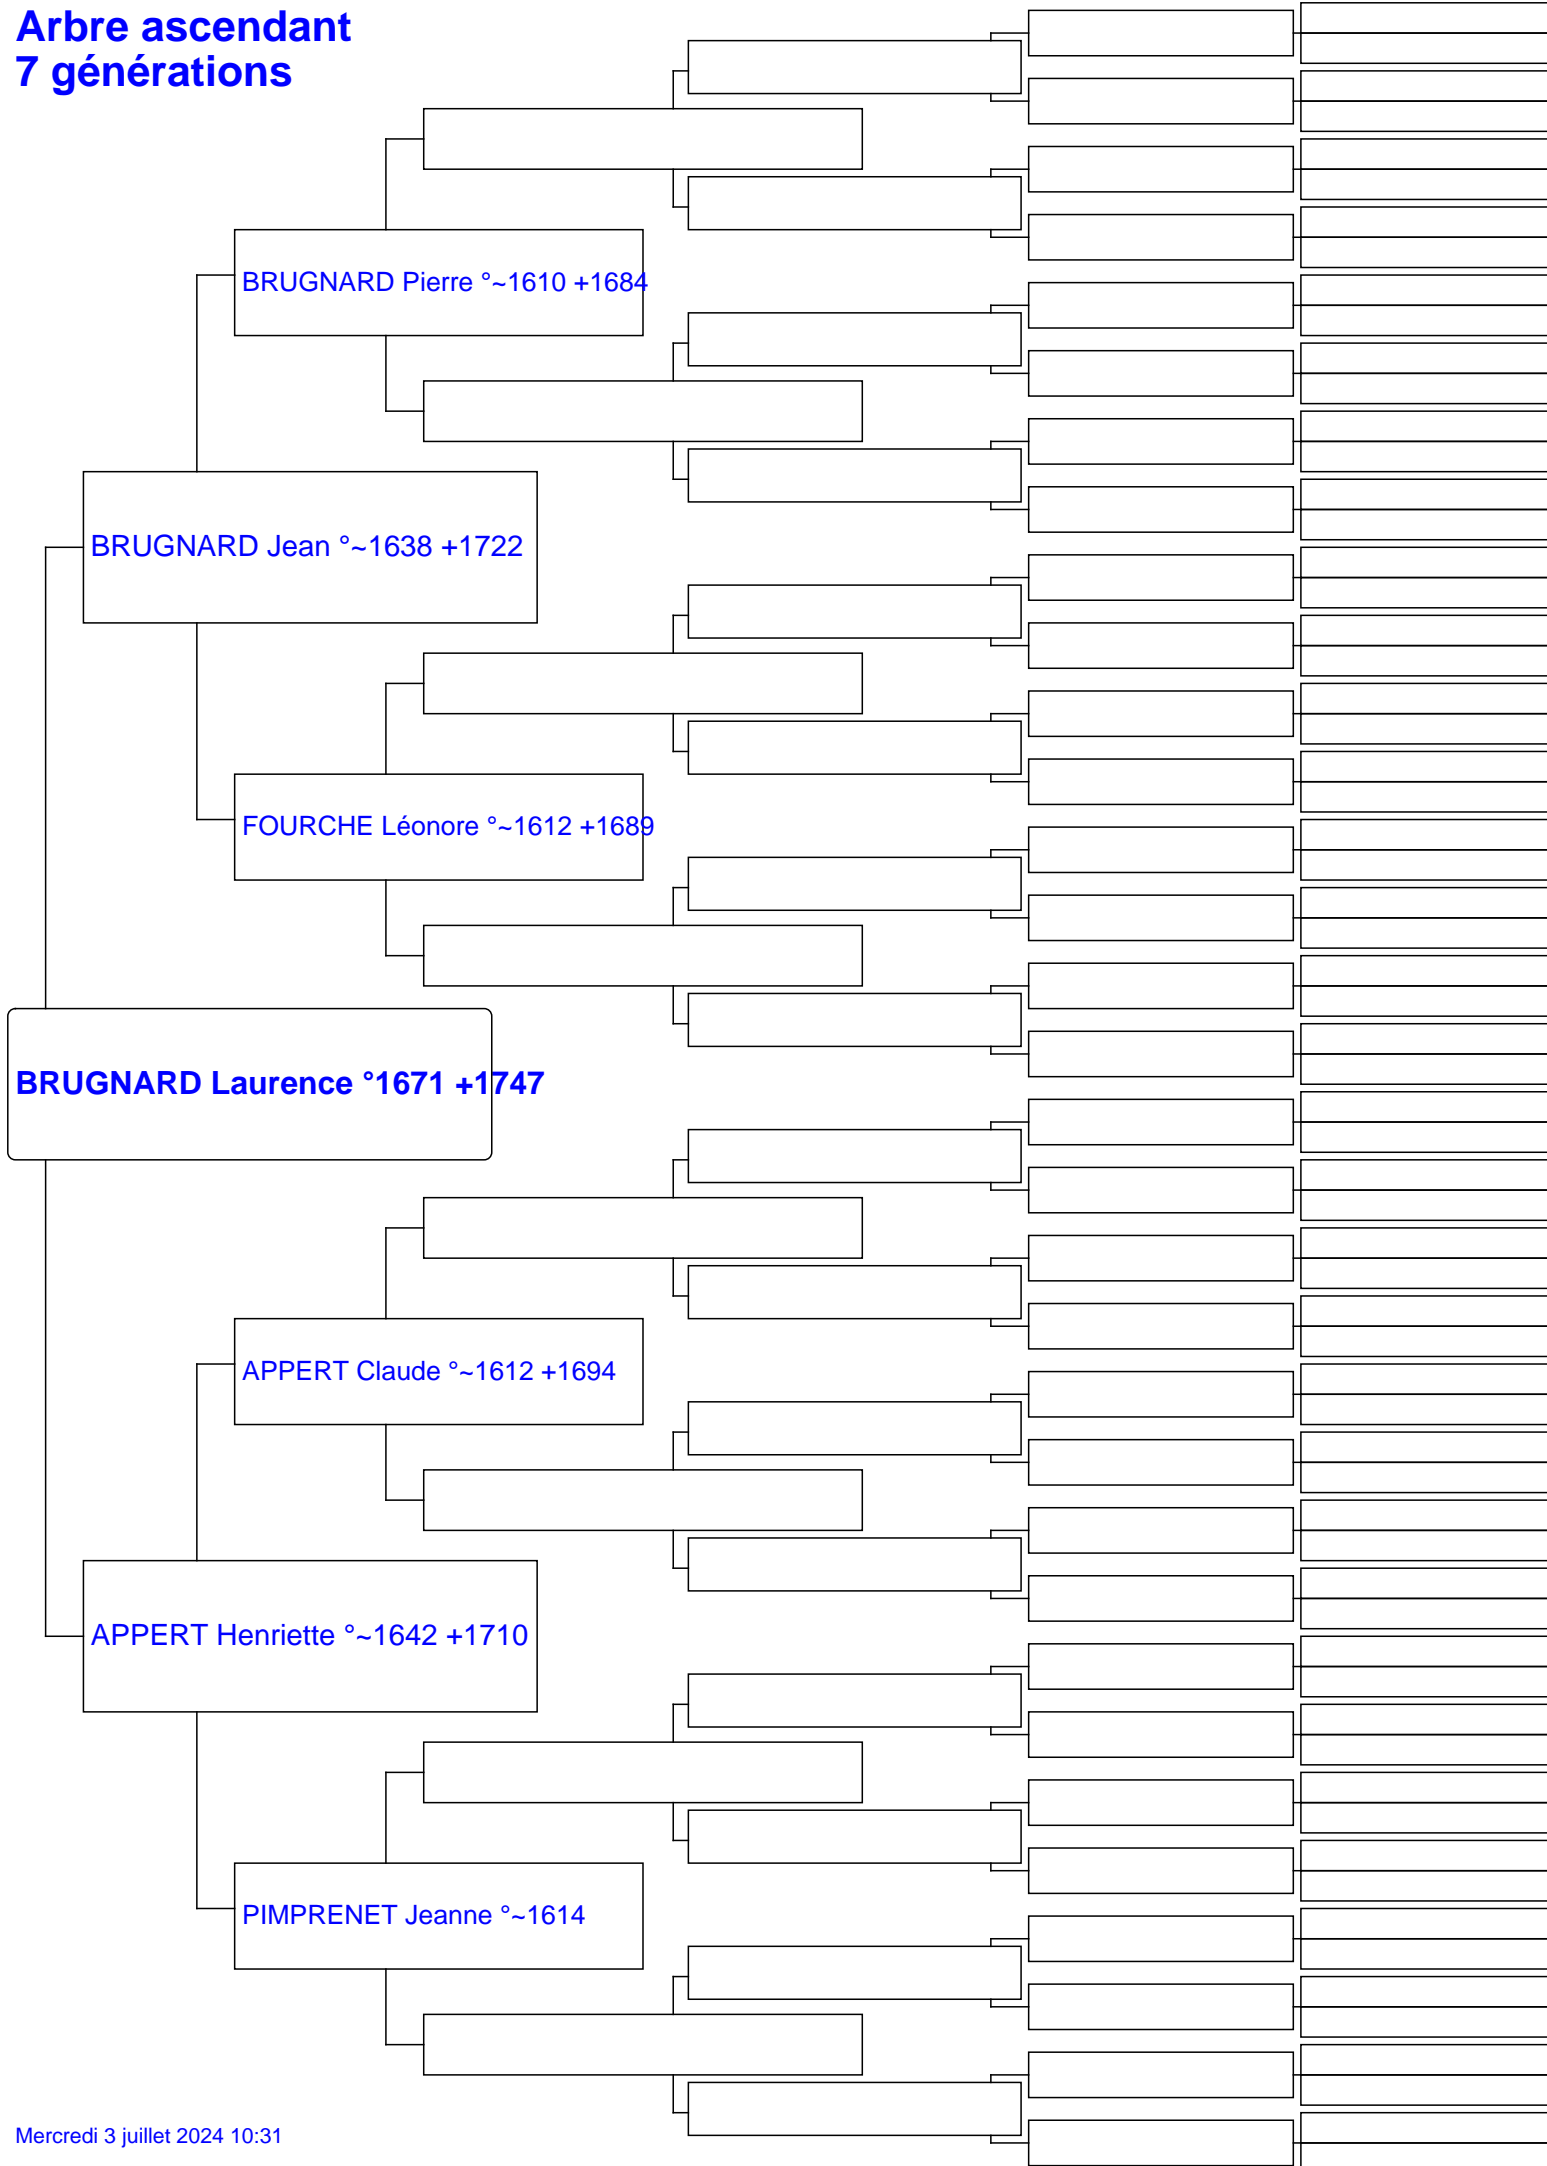 Arbre ascendant
7 générations
BRUGNARD Pierre °~1610 +1684
BRUGNARD Jean °~1638 +1722
FOURCHE Léonore °~1612 +1689
BRUGNARD Laurence °1671 +1747
APPERT Claude °~1612 +1694
APPERT Henriette °~1642 +1710
PIMPRENET Jeanne °~1614
Mercredi 3 juillet 2024 10:31